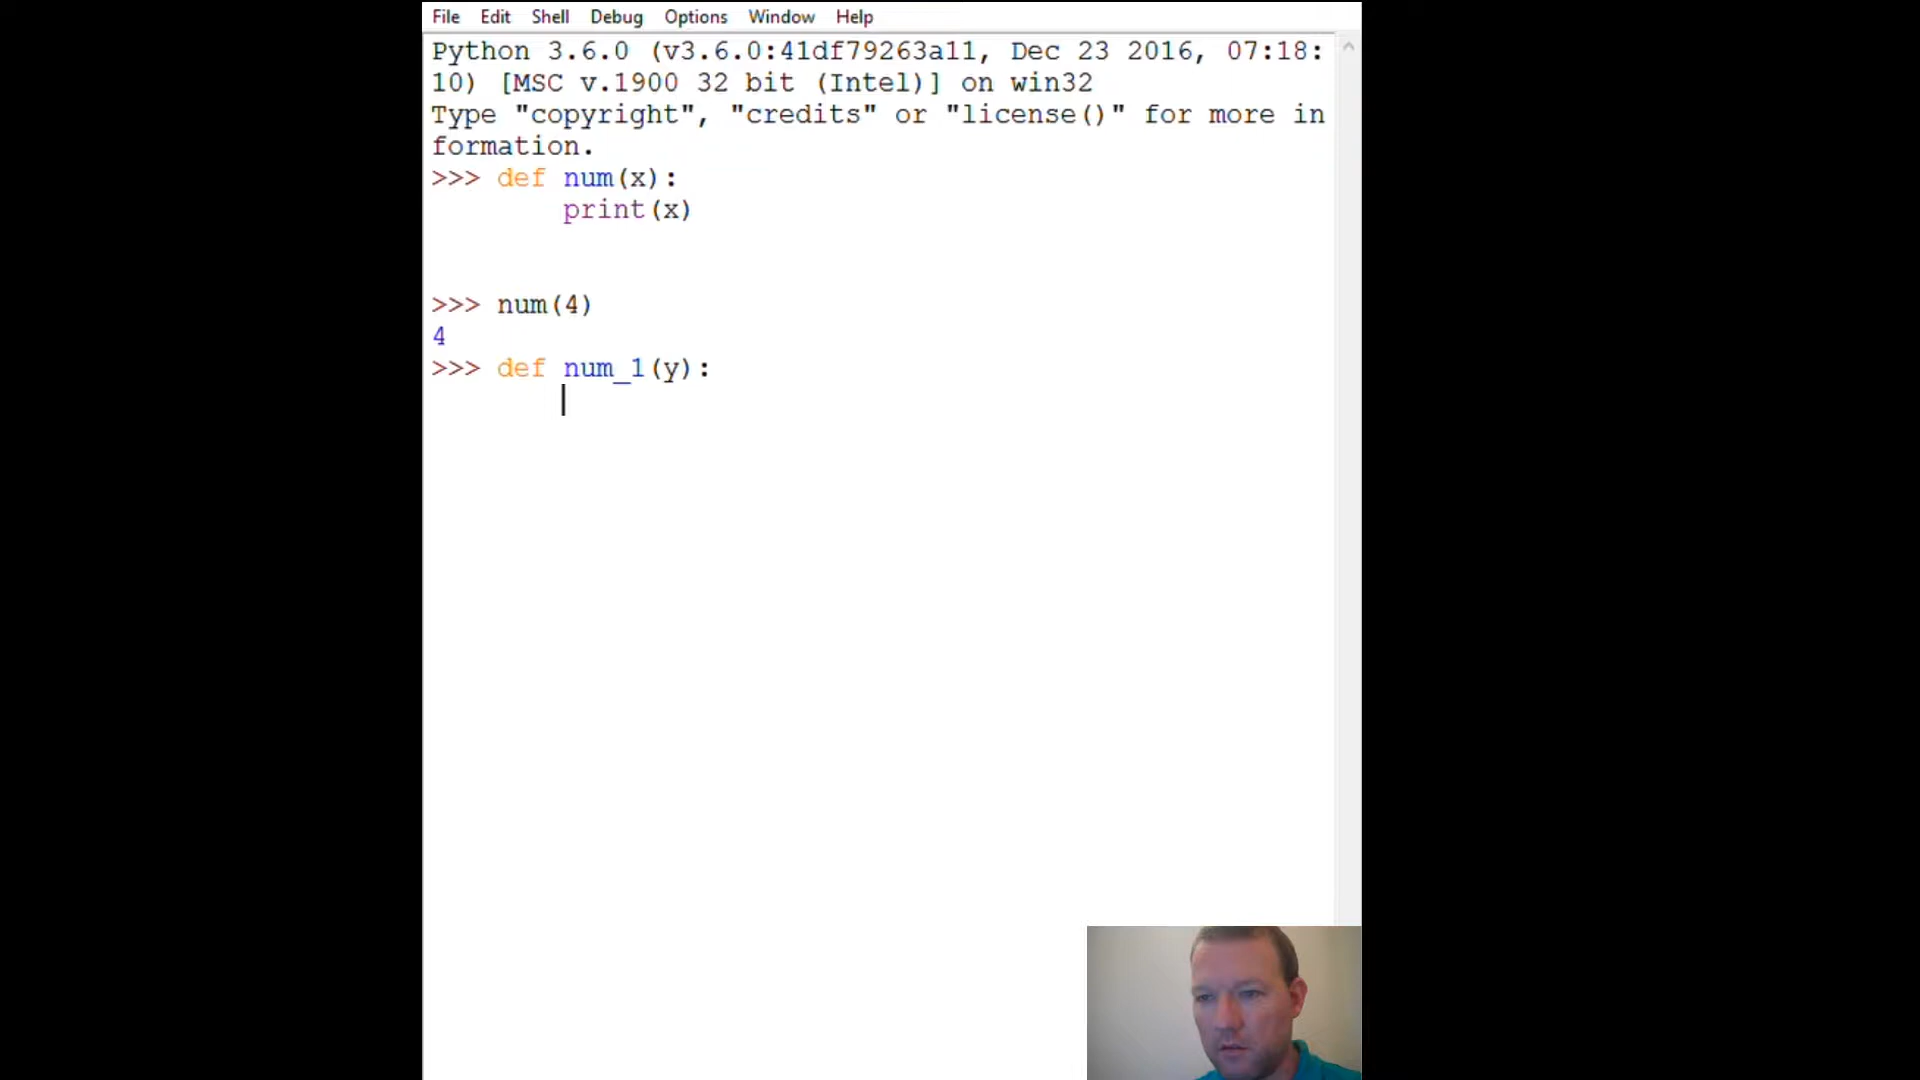 File Edit Shell Debug Options Window Help
Python 3.6.0 (v3.6.0:41df79263a11, Dec 23 2016, 07:18:
10) [MSC v.1900 32 bit (Intel)] on win32
Type "copyright", "credits" or "license()" for more in
formation.
>>> def num(x):
print(x)
>>> num(4)
4
>>> def num_1(y):